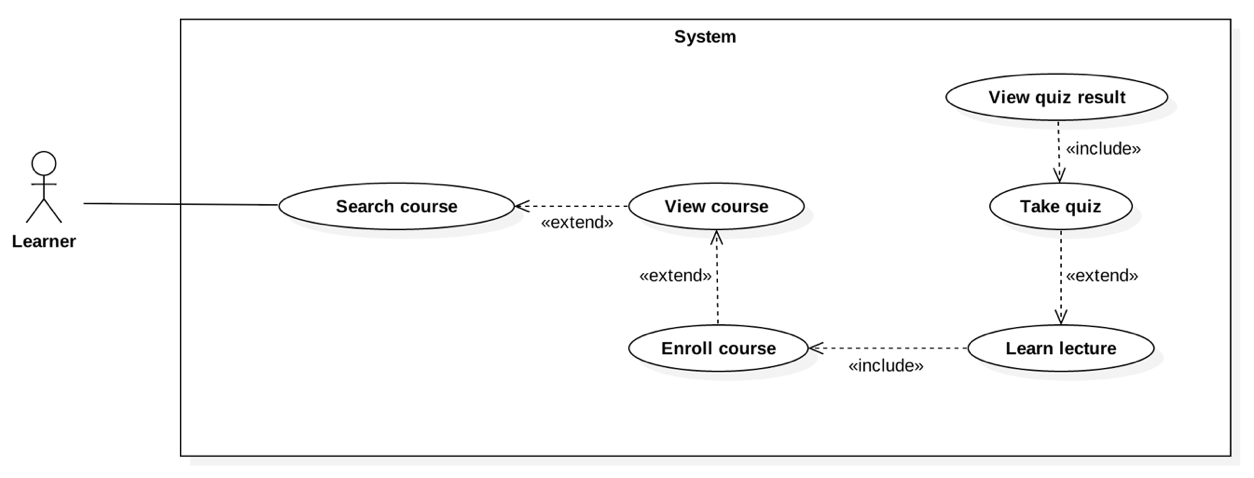 System
View quiz result
«include»
Search course
View course
Take quiz
«extend»
Learner
«extend»
«extend»
Enroll course
Learn lecture
«include»